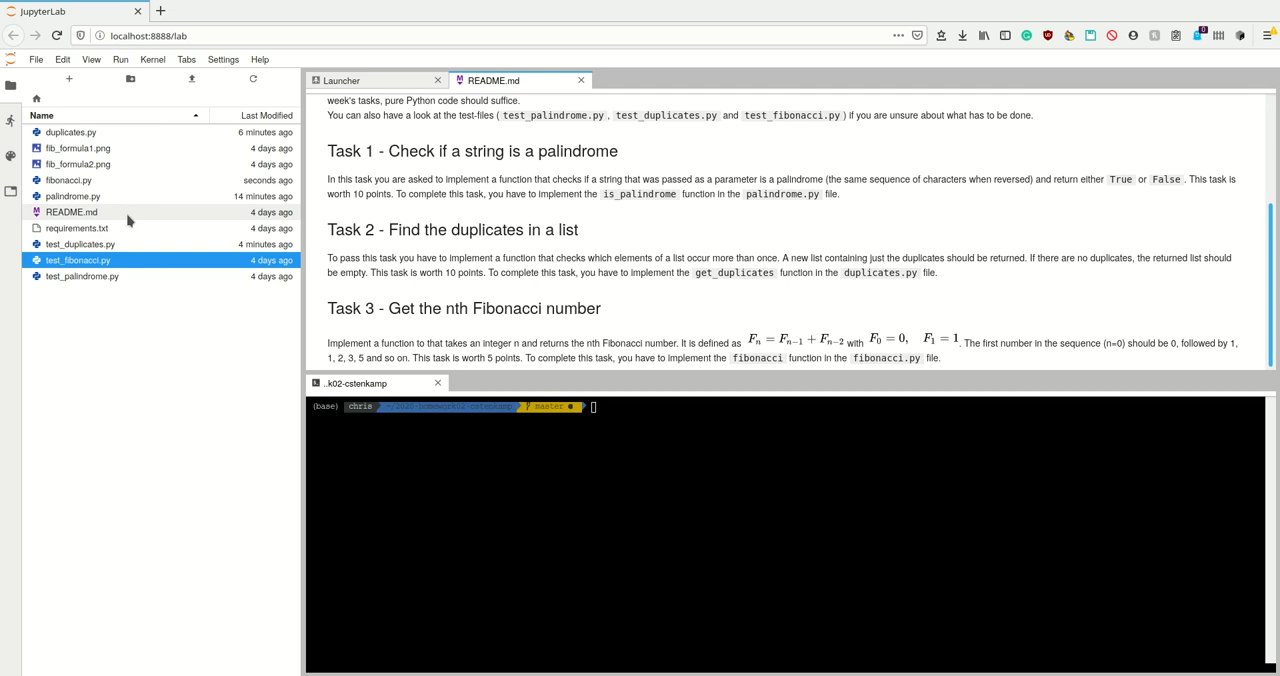 JupyterLab
localhost:8888/lab
File Edit View Run Kernel Tabs Settings Help
Launcher
README.md
Name Last Modified
duplicates.py 6 minutes ago
fib_formula1.png 4 days ago
fib_formula2.png 4 days ago
fibonacci.py seconds ago
palindrome.py 14 minutes ago
README.md 4 days ago
requirements.txt 4 days ago
test_duplicates.py 4 minutes ago
test_fibonacci.py 4 days ago
test_palindrome.py 4 days ago
week's tasks, pure Python code should suffice.
You can also have a look at the test-files ( test_palindrome.py , test_duplicates.py and test_fibonacci.py ) if you are unsure about what has to be done.
Task 1 - Check if a string is a palindrome
In this task you are asked to implement a function that checks if a string that was passed as a parameter is a palindrome (the same sequence of characters when reversed) and return either True or False . This task is
worth 10 points. To complete this task, you have to implement the is_palindrome function in the palindrome.py file.
Task 2 - Find the duplicates in a list
To pass this task you have to implement a function that checks which elements of a list occur more than once. A new list containing just the duplicates should be returned. If there are no duplicates, the returned list should
be empty. This task is worth 10 points. To complete this task, you have to implement the get_duplicates function in the duplicates.py file.
Task 3 - Get the nth Fibonacci number
Implement a function to that takes an integer n and returns the nth Fibonacci number. It is defined as Fn = Fn−1 + Fn−2 with F0 = 0, F1 = 1. The first number in the sequence (n=0) should be 0, followed by 1,
1, 2, 3, 5 and so on. This task is worth 5 points. To complete this task, you have to implement the fibonacci function in the fibonacci.py file.
..k02-cstenkamp
(base) chris ~/2020-homework02-cstenkamp master ●